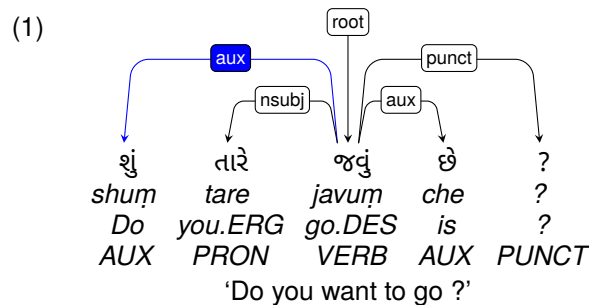 (1)
root
aux punct
nsubj aux
શું તારે જવું છે ?
shuṃ tare javuṃ che ?
Do you.ERG go.DES is ?
AUX PRON VERB AUX PUNCT
‘Do you want to go ?’